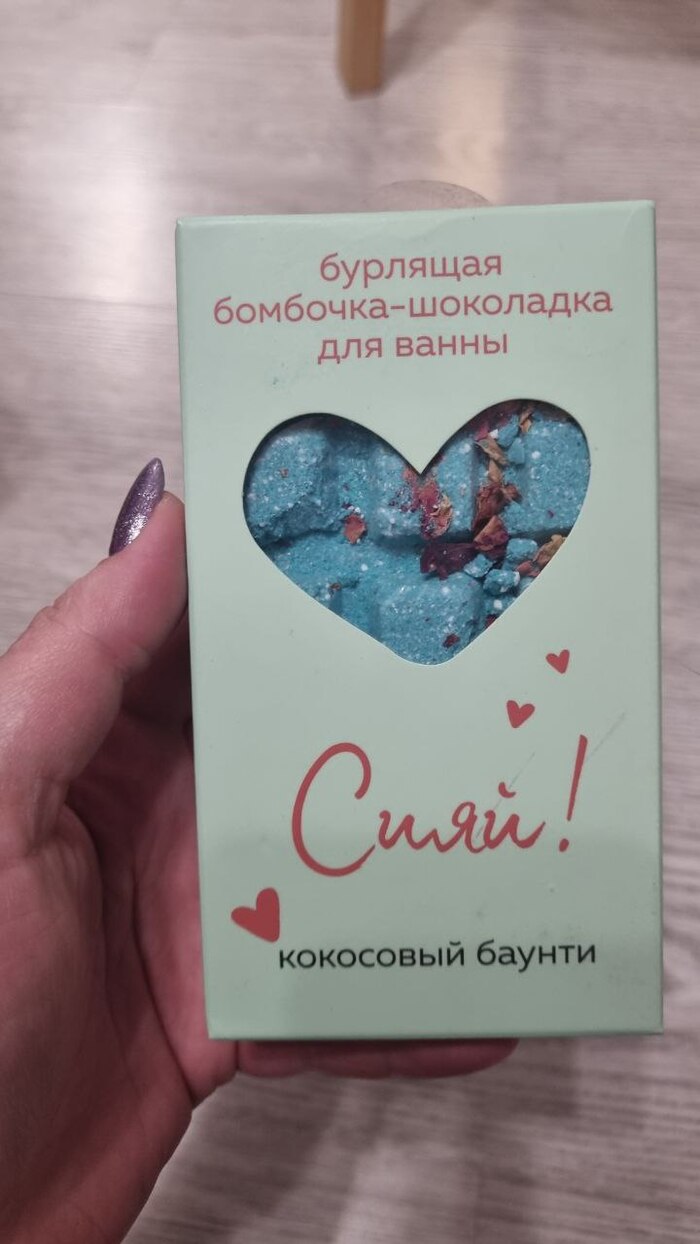 бурлящая
бомбочка-шоколадка
для ванны
Сияй!
кокосовый баунти